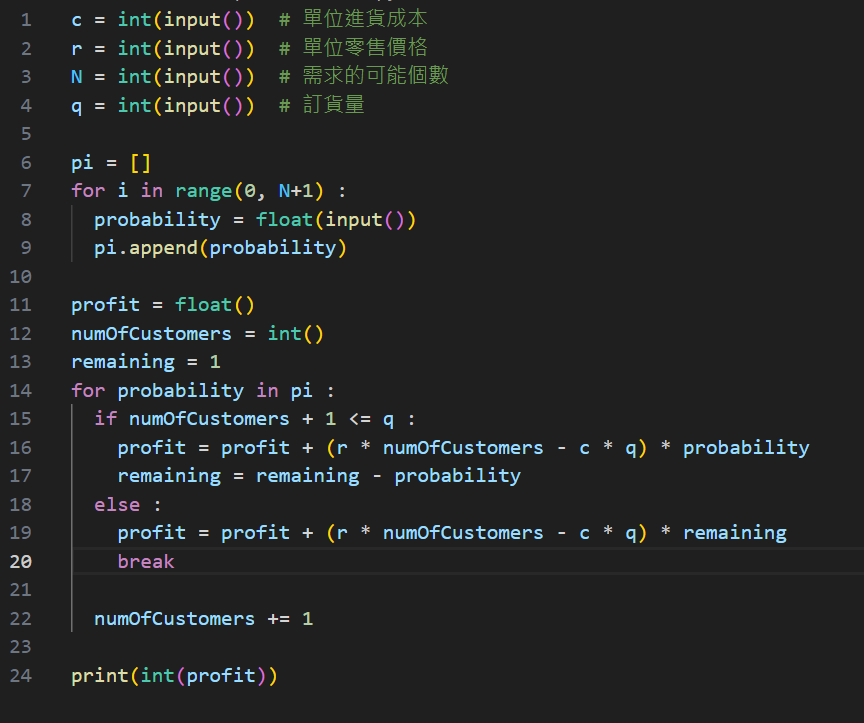 1 c = int(input())  # 單位進貨成本
2 r = int(input())  # 單位零售價格
3 N = int(input())  # 需求的可能個數
4 q = int(input())  # 訂貨量
5
6 pi = []
7 for i in range(0, N+1) :
8   probability = float(input())
9   pi.append(probability)
10
11 profit = float()
12 numOfCustomers = int()
13 remaining = 1
14 for probability in pi :
15   if numOfCustomers + 1 <= q :
16     profit = profit + (r * numOfCustomers - c * q) * probability
17     remaining = remaining - probability
18   else :
19     profit = profit + (r * numOfCustomers - c * q) * remaining
20     break
21
22   numOfCustomers += 1
23
24 print(int(profit))